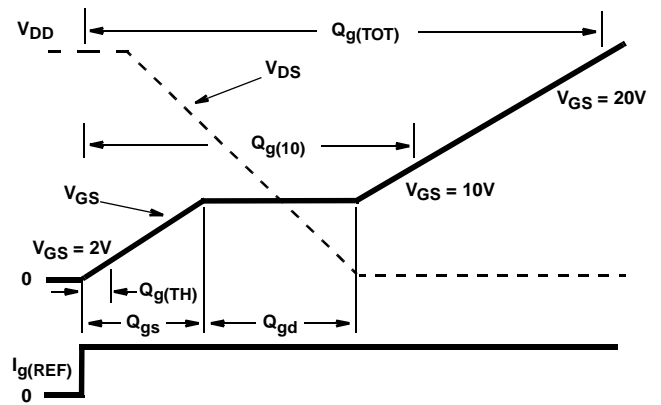 V_DD
Q_g(TOT)
V_DS
V_GS = 20V
Q_g(10)
V_GS
V_GS = 10V
V_GS = 2V
0
Q_g(TH)
Q_gs
Q_gd
I_g(REF)
0